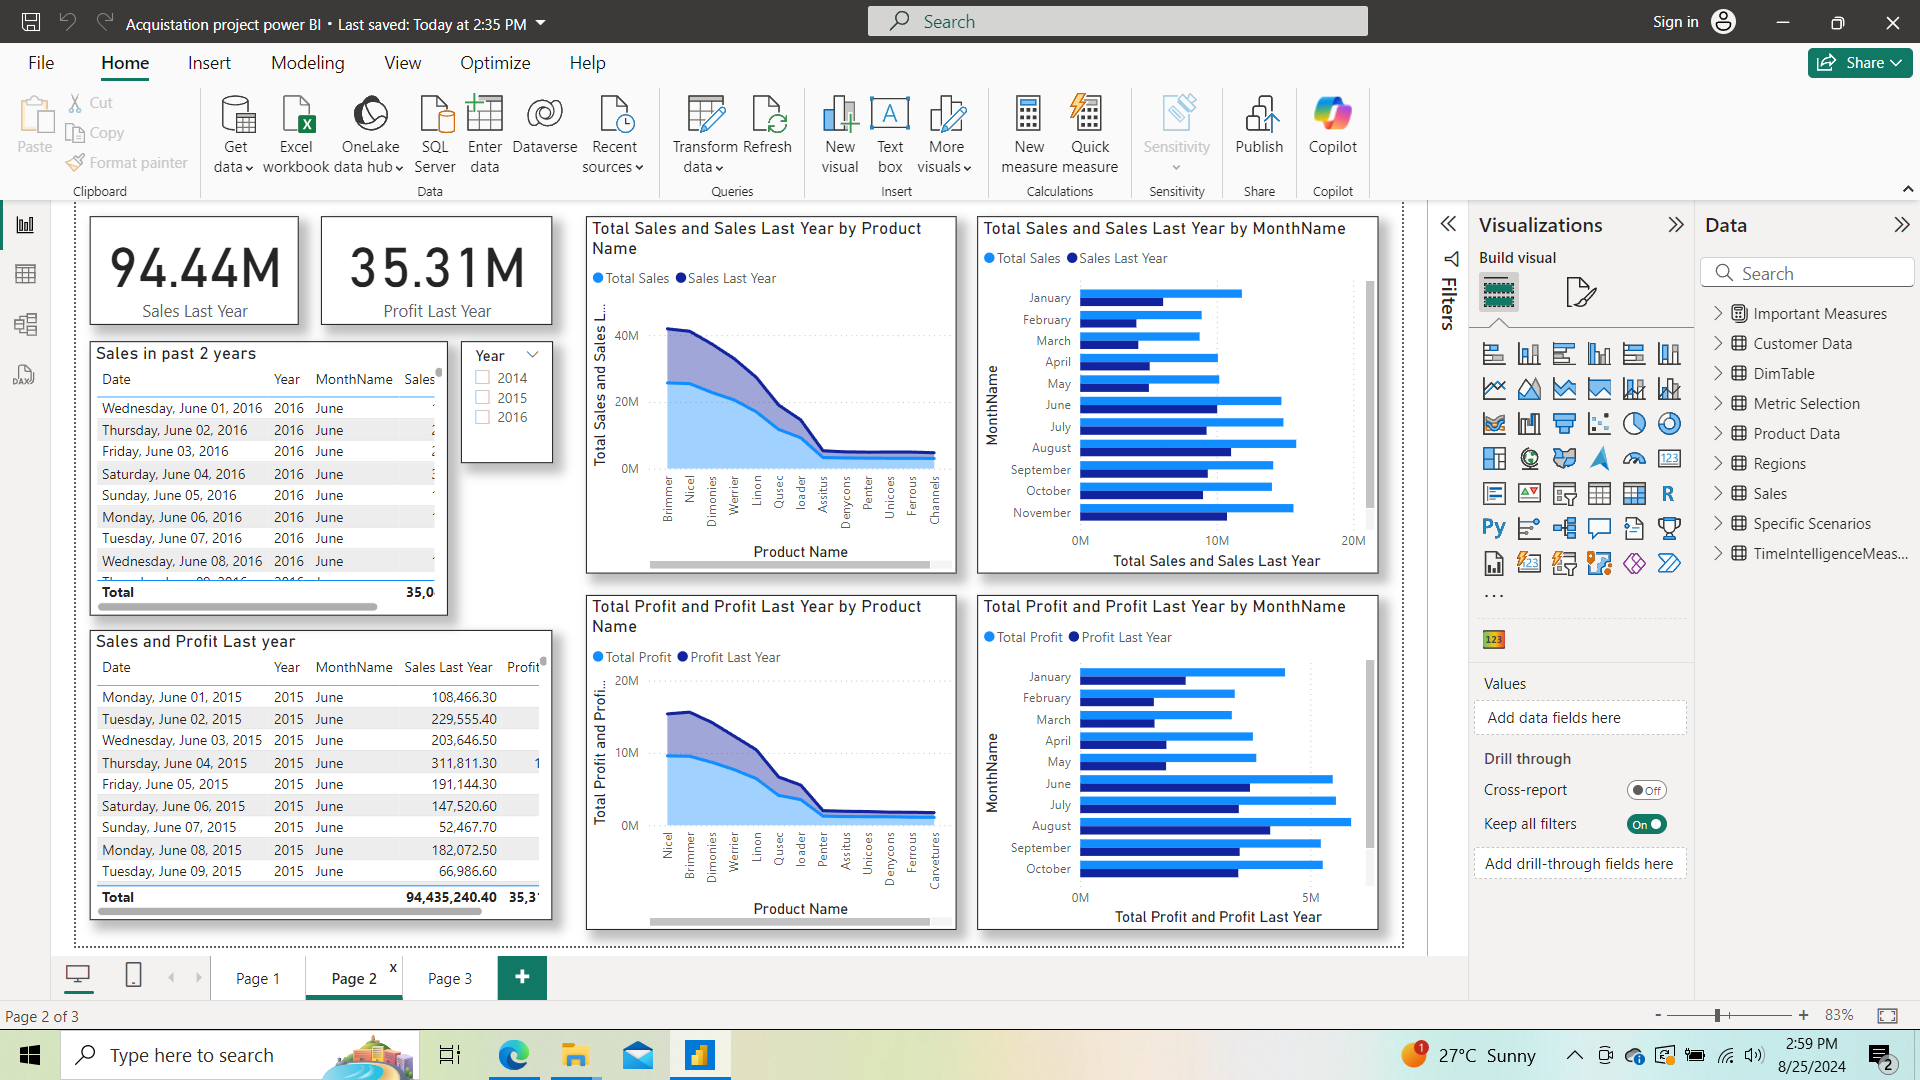 Acquistation project power BI • Last saved: Today at 2:35 PM
Search
Sign in
File
Home
Insert
Modeling
View
Optimize
Help
Share
Paste
Cut
Copy
Format painter
Get data
Excel workbook
OneLake data hub
SQL Server
Enter data
Dataverse
Recent sources
Transform data
Refresh
New visual
Text box
More visuals
New measure
Quick measure
Sensitivity
Publish
Copilot
Clipboard
Data
Queries
Insert
Calculations
Sensitivity
Share
Copilot
94.44M
Sales Last Year
35.31M
Profit Last Year
Sales in past 2 years
Date Year MonthName Sales
Wednesday, June 01, 2016 2016 June
Thursday, June 02, 2016 2016 June
Friday, June 03, 2016 2016 June
Saturday, June 04, 2016 2016 June
Sunday, June 05, 2016 2016 June
Monday, June 06, 2016 2016 June
Tuesday, June 07, 2016 2016 June
Wednesday, June 08, 2016 2016 June
Total 35,0
Year
2014
2015
2016
Sales and Profit Last year
Date Year MonthName Sales Last Year Profit
Monday, June 01, 2015 2015 June 108,466.30
Tuesday, June 02, 2015 2015 June 229,555.40
Wednesday, June 03, 2015 2015 June 203,646.50
Thursday, June 04, 2015 2015 June 311,811.30 1
Friday, June 05, 2015 2015 June 191,144.30
Saturday, June 06, 2015 2015 June 147,520.60
Sunday, June 07, 2015 2015 June 52,467.70
Monday, June 08, 2015 2015 June 182,072.50
Tuesday, June 09, 2015 2015 June 66,986.60
Total 94,435,240.40 35,3
Total Sales and Sales Last Year by Product
Name
Total Sales Sales Last Year
Total Sales and Sales L...
40M
20M
0M
Brimmer
Nicel
Dimonies
Werrier
Linon
Qusec
loader
Assitus
Denycons
Penter
Unicoes
Ferrous
Channels
Product Name
Total Sales and Sales Last Year by MonthName
Total Sales Sales Last Year
MonthName
January
February
March
April
May
June
July
August
September
October
November
0M 10M 20M
Total Sales and Sales Last Year
Total Profit and Profit Last Year by Product
Name
Total Profit Profit Last Year
Total Profit and Profi...
20M
10M
0M
Nicel
Brimmer
Dimonies
Werrier
Linon
Qusec
loader
Penter
Assitus
Unicoes
Denycons
Ferrous
Carvetures
Product Name
Total Profit and Profit Last Year by MonthName
Total Profit Profit Last Year
MonthName
January
February
March
April
May
June
July
August
September
October
0M 5M
Total Profit and Profit Last Year
Filters
Visualizations
Build visual
123
R
Py
123
123
...
Values
Add data fields here
Drill through
Cross-report Off
Keep all filters On
Add drill-through fields here
Data
Search
Important Measures
Customer Data
DimTable
Metric Selection
Product Data
Regions
Sales
Specific Scenarios
TimeIntelligenceMeas...
DAX
Page 1
Page 2 x
Page 3
+
Page 2 of 3
- + 83%
Type here to search
1
27°C Sunny
2:59 PM
8/25/2024
2